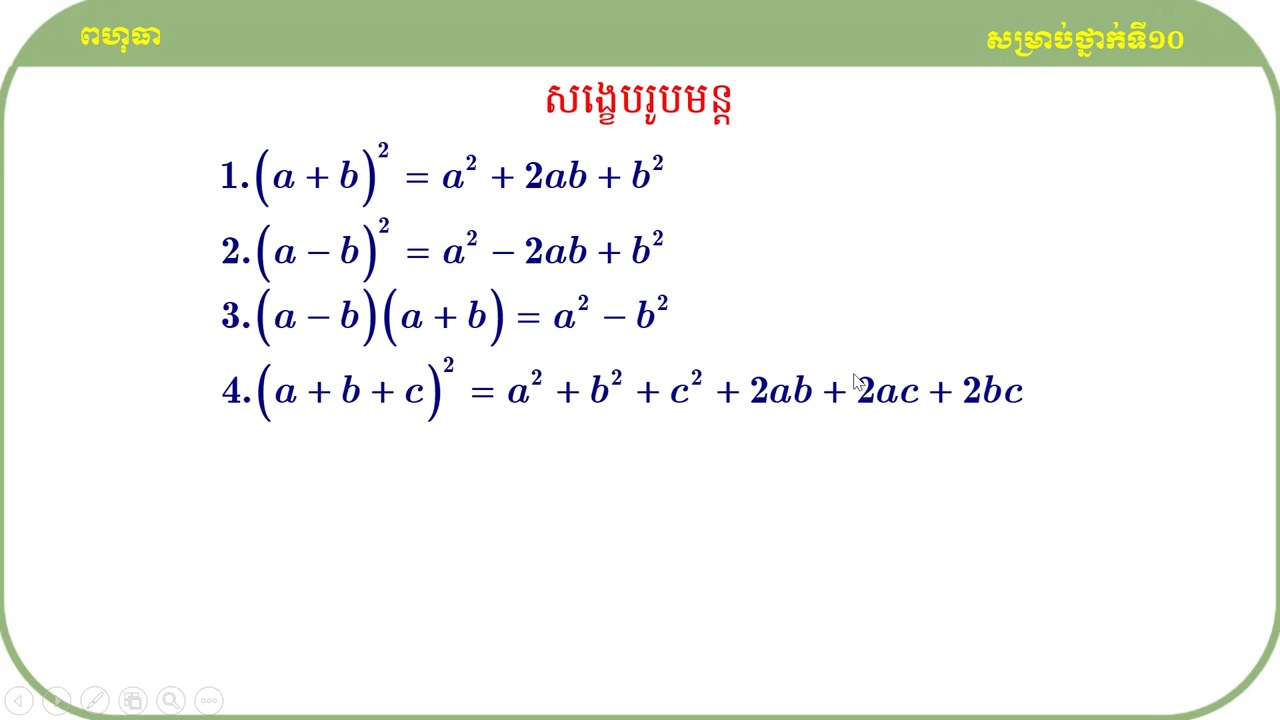 ពហុធា
សម្រាប់ថ្នាក់ទី១០
សង្ខេបរូបមន្ត
1.(a + b)² = a² + 2ab + b²
2.(a − b)² = a² − 2ab + b²
3.(a − b)(a + b) = a² − b²
4.(a + b + c)² = a² + b² + c² + 2ab + 2ac + 2bc